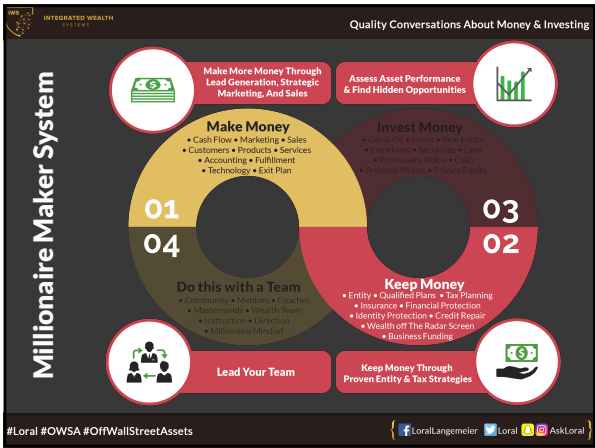 IWS
INTEGRATED WEALTH
SYSTEMS
Quality Conversations About Money & Investing
Millionaire Maker System
Make More Money Through
Lead Generation, Strategic
Marketing, And Sales
Assess Asset Performance
& Find Hidden Opportunities
Make Money
• Cash Flow • Marketing • Sales
• Customers • Products • Services
• Accounting • Fulfillment
• Technology • Exit Plan
01
Invest Money
• Gas & Oil • Notes • Real Estate
• Franchises • Securities • Land
• Promissory Notes • Cash
• Precious Metals • Private Equity
03
04
Do this with a Team
• Community • Mentors • Coaches
• Masterminds • Wealth Team
• Instruction • Direction
• Millionaire Mindset
02
Keep Money
• Entity • Qualified Plans • Tax Planning
• Insurance • Financial Protection
• Identity Protection • Credit Repair
• Wealth off The Radar Screen
• Business Funding
Lead Your Team
Keep Money Through
Proven Entity & Tax Strategies
#Loral #OWSA #OffWallStreetAssets
{ LoralLangemeier Loral AskLoral }